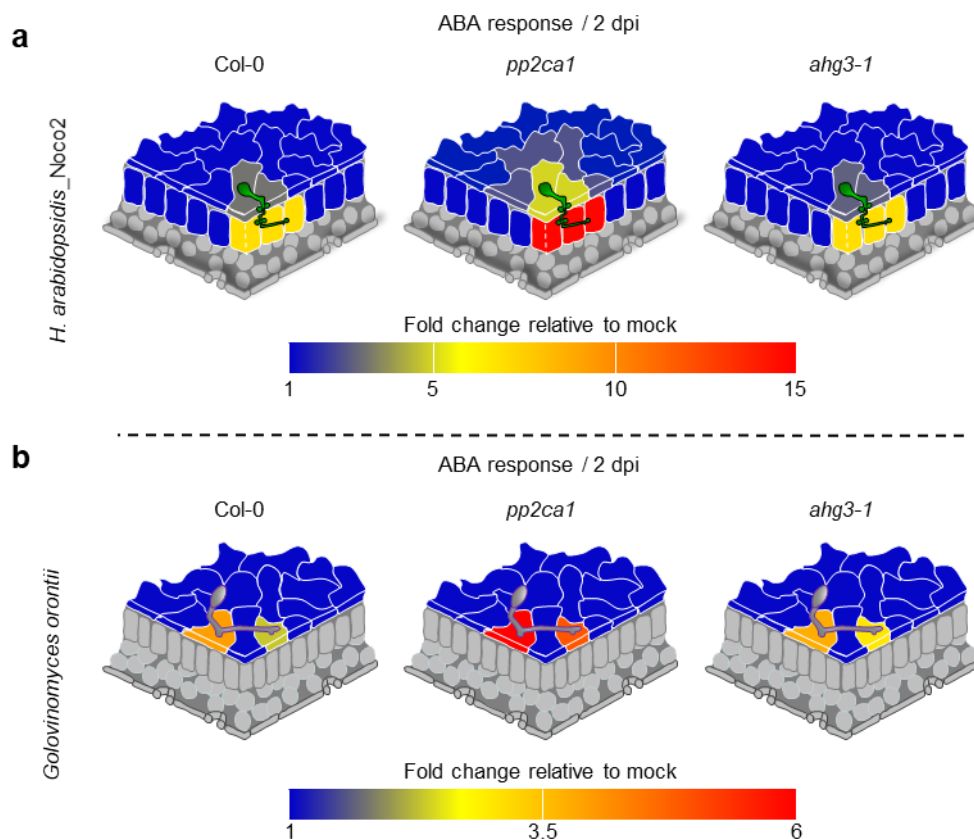 a
ABA response / 2 dpi
Col-0 pp2ca1 ahg3-1
H. arabidopsidis_Noco2
Fold change relative to mock
1 5 10 15
b
ABA response / 2 dpi
Col-0 pp2ca1 ahg3-1
Golovinomyces orontii
Fold change relative to mock
1 3.5 6